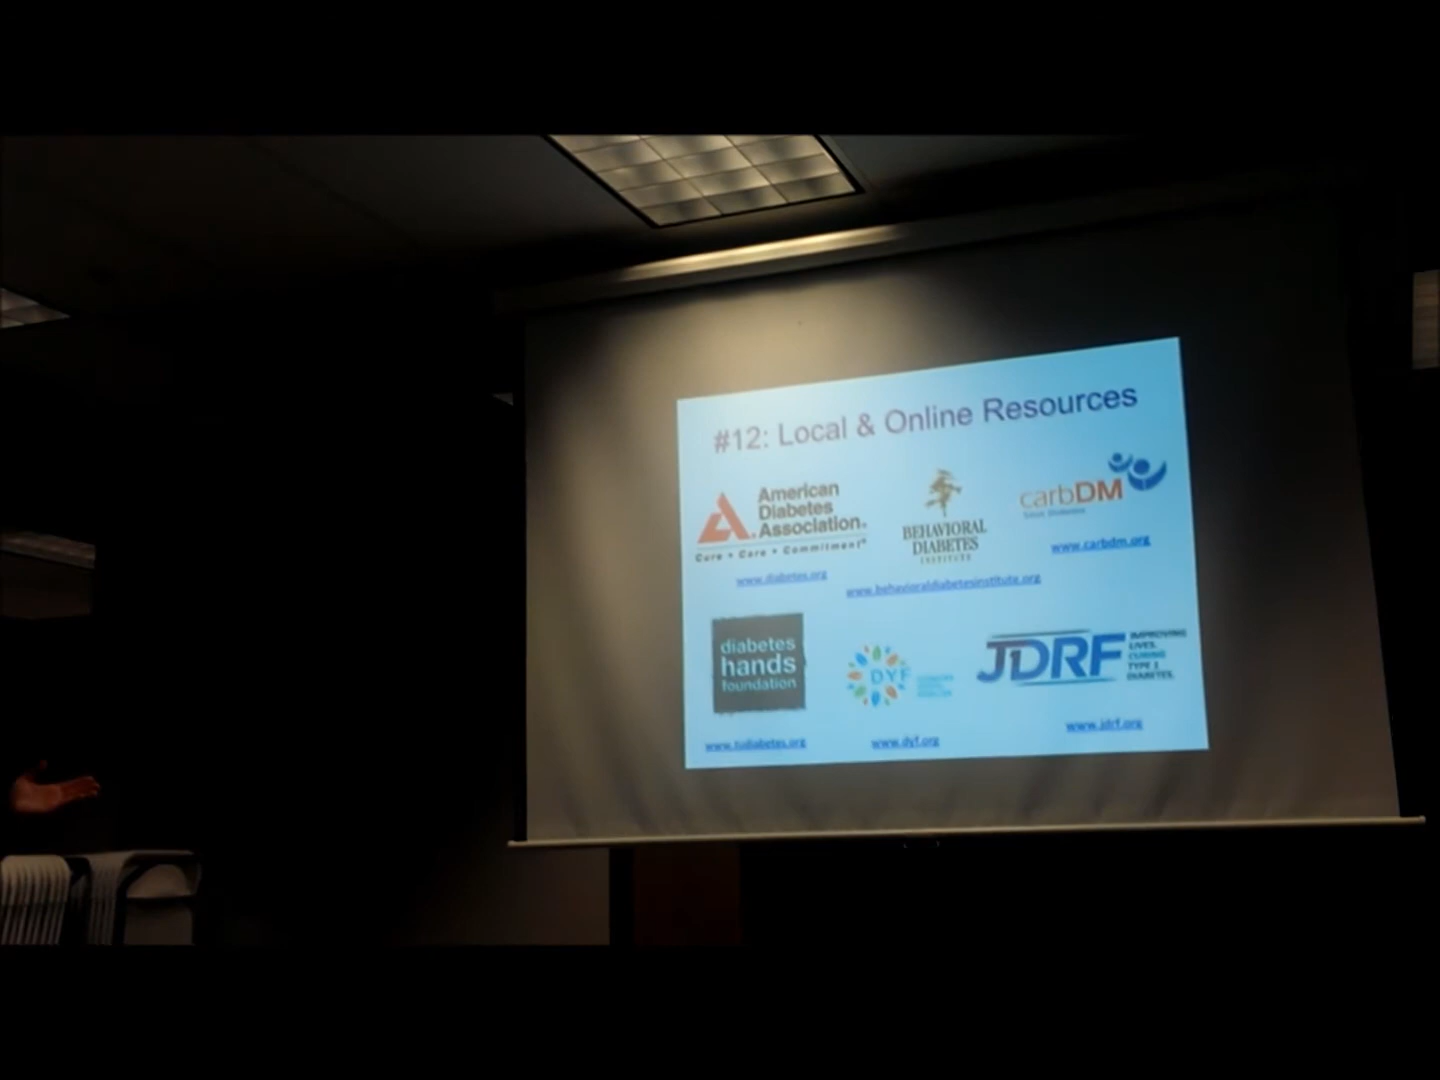 #12: Local & Online Resources
American
Diabetes
Association®
Cure • Care • Commitment®
www.diabetes.org
BEHAVIORAL
DIABETES
INSTITUTE
www.behavioraldiabetesinstitute.org
carbDM
www.carbdm.org
diabetes
hands
foundation
www.tudiabetes.org
DYF
www.dyf.org
JDRF
IMPROVING
LIVES.
CURING
TYPE 1
DIABETES.
www.jdrf.org